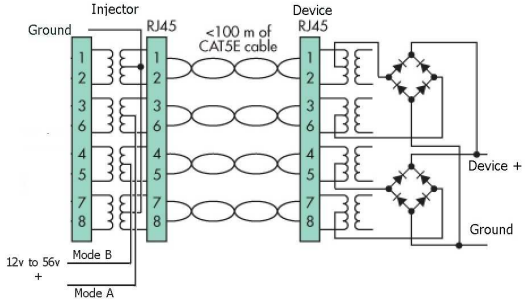 Injector
Device
Ground
RJ45
<100 m of
CAT5E cable
RJ45
1
1
1
2
2
2
3
3
3
6
6
6
4
4
4
5
5
5
7
7
7
8
8
8
Device +
Ground
Mode B
12v to 56v
+
Mode A